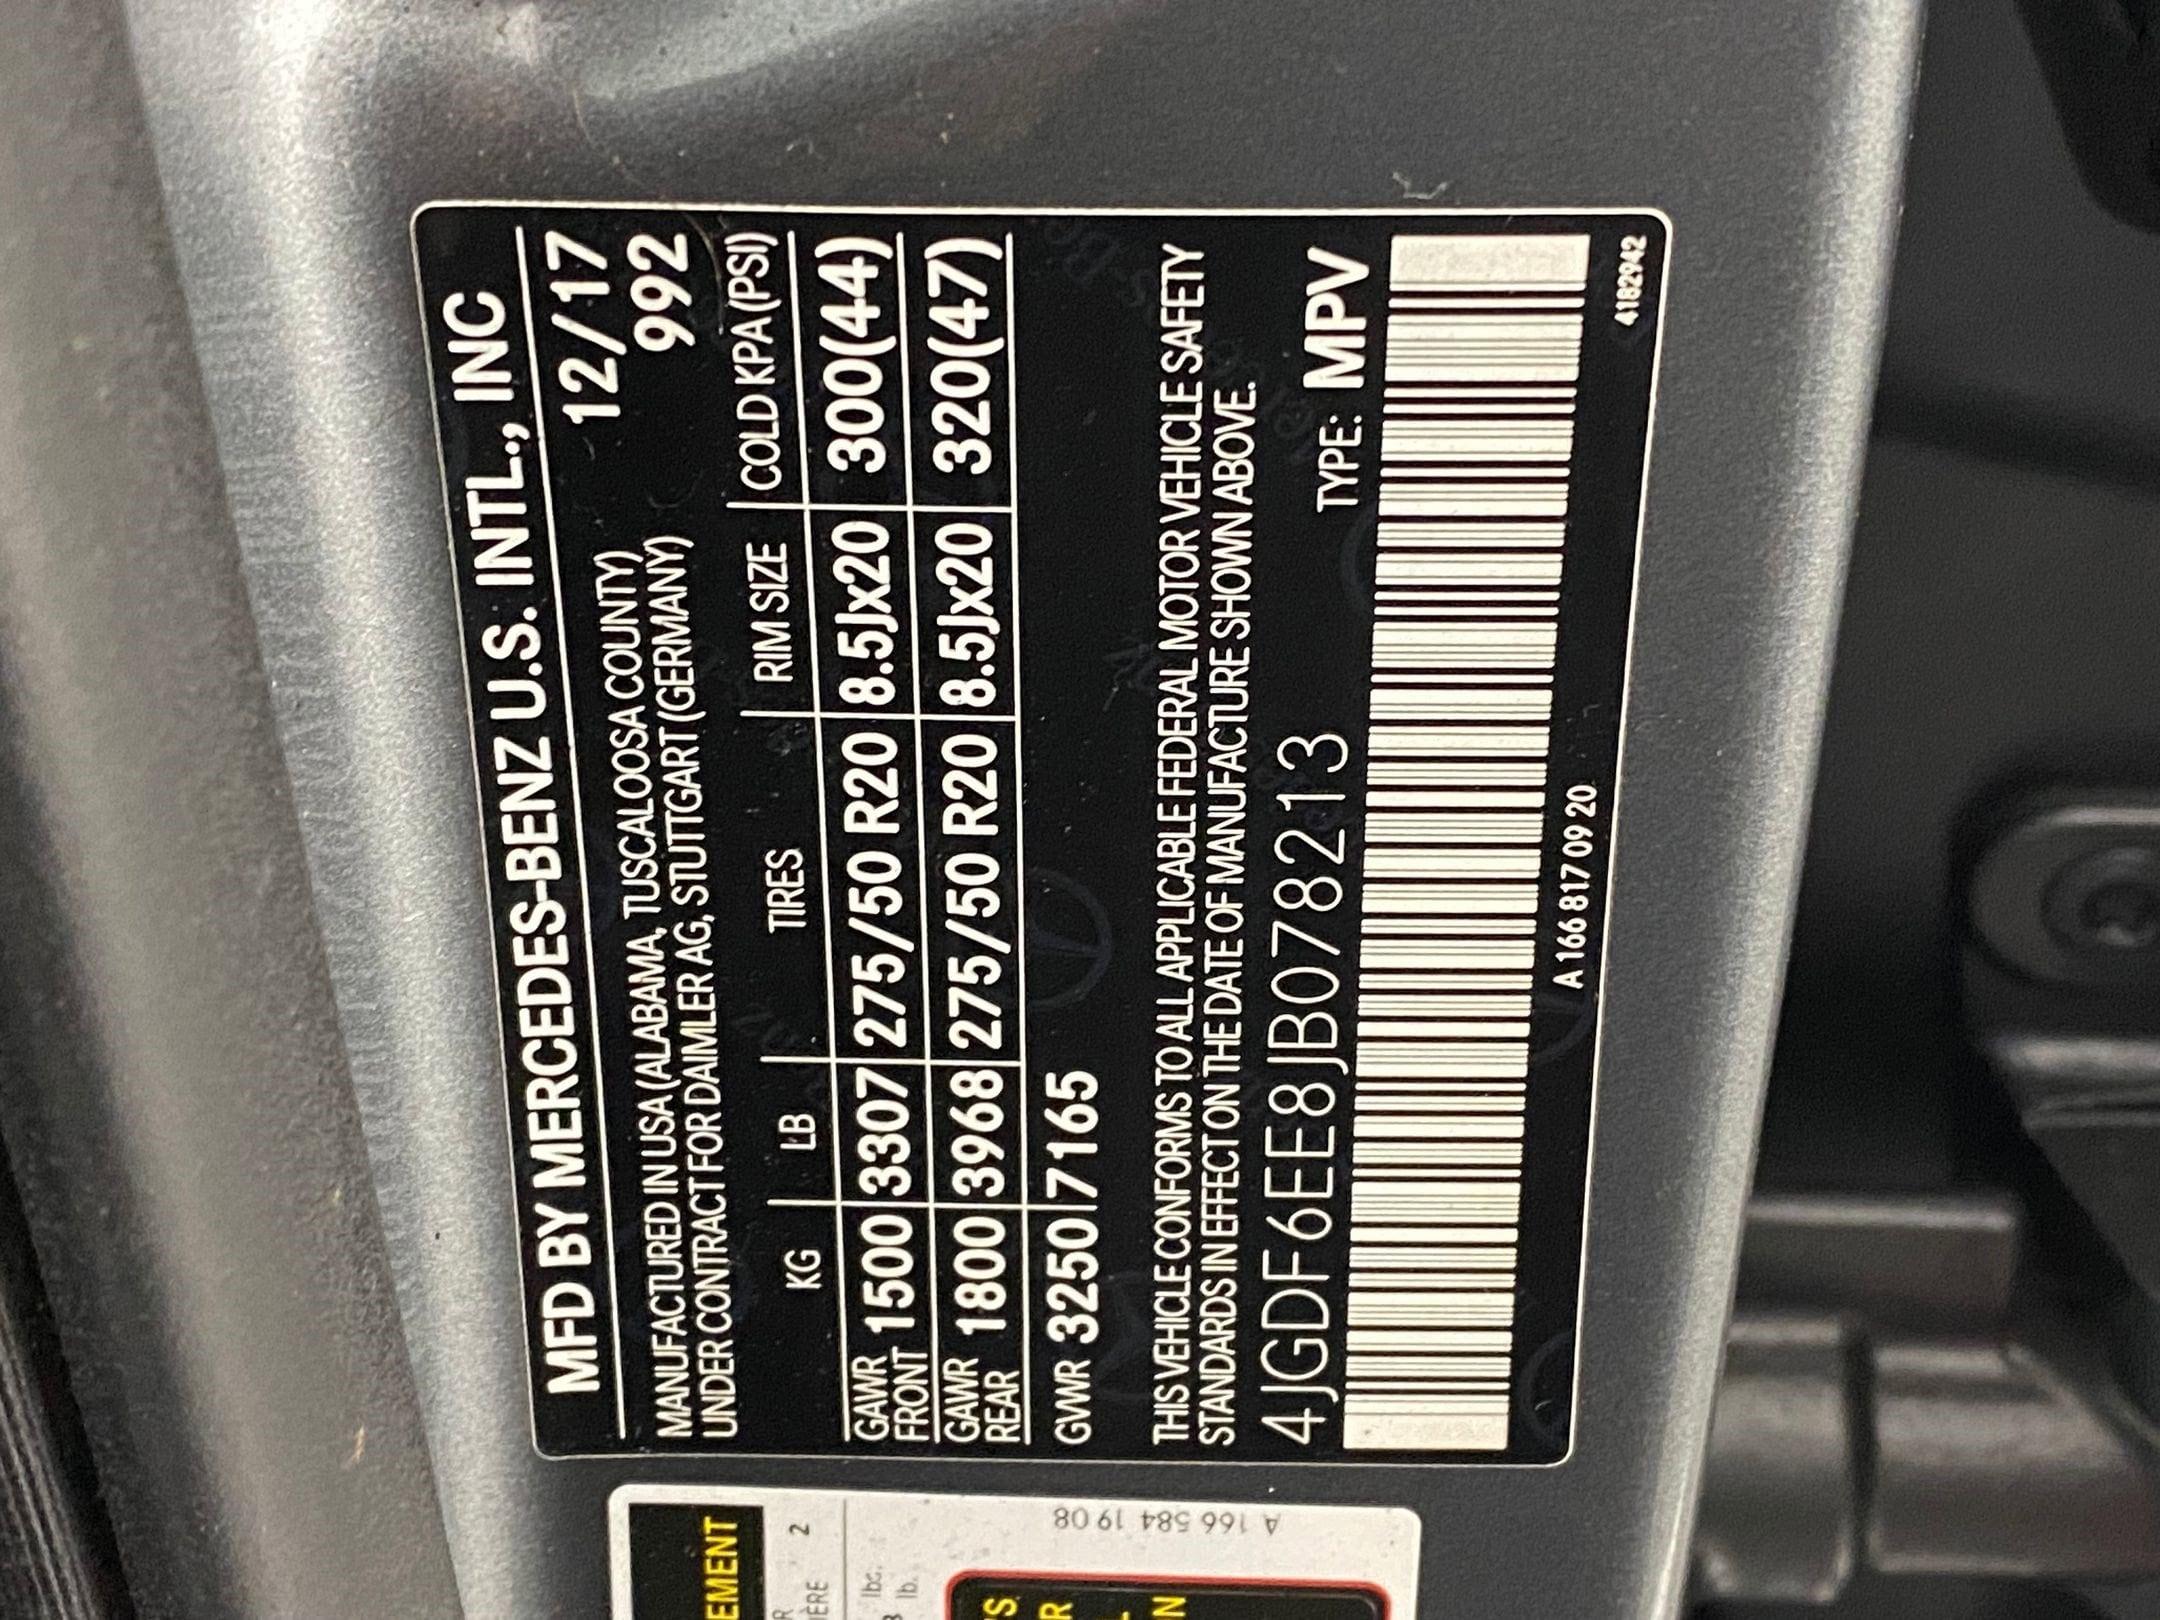 MFD BY MERCEDES-BENZ U.S. INTL., INC
12/17
MANUFACTURED IN USA (ALABAMA, TUSCALOOSA COUNTY)
992
UNDER CONTRACT FOR DAIMLER AG, STUTTGART (GERMANY)
KG LB TIRES RIM SIZE COLD KPA (PSI)
GAWR FRONT 1500 3307 275/50 R20 8.5Jx20 300(44)
GAWR REAR 1800 3968 275/50 R20 8.5Jx20 320(47)
GVWR 3250 7165
THIS VEHICLE CONFORMS TO ALL APPLICABLE FEDERAL MOTOR VEHICLE SAFETY
STANDARDS IN EFFECT ON THE DATE OF MANUFACTURE SHOWN ABOVE.
4JGDF6EE8JB078213 TYPE: MPV
A 166 817 09 20
4182942
EMENT
2
IÈRE
lbs.
lb.
A 166 584 19 08